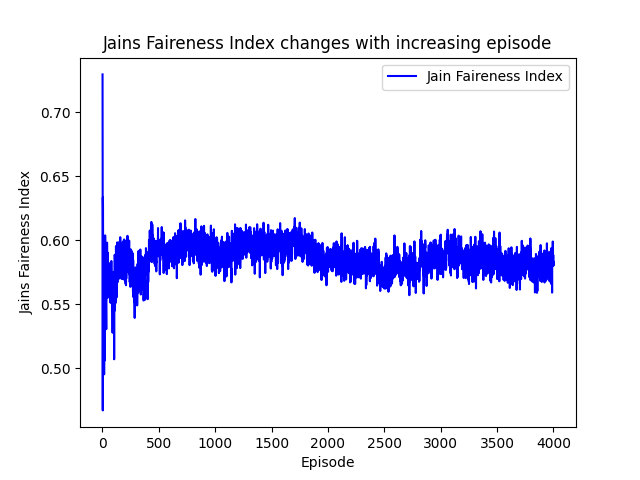 Jains Faireness Index changes with increasing episode
Jain Faireness Index
Jains Faireness Index
0.70
0.65
0.60
0.55
0.50
0 500 1000 1500 2000 2500 3000 3500 4000
Episode